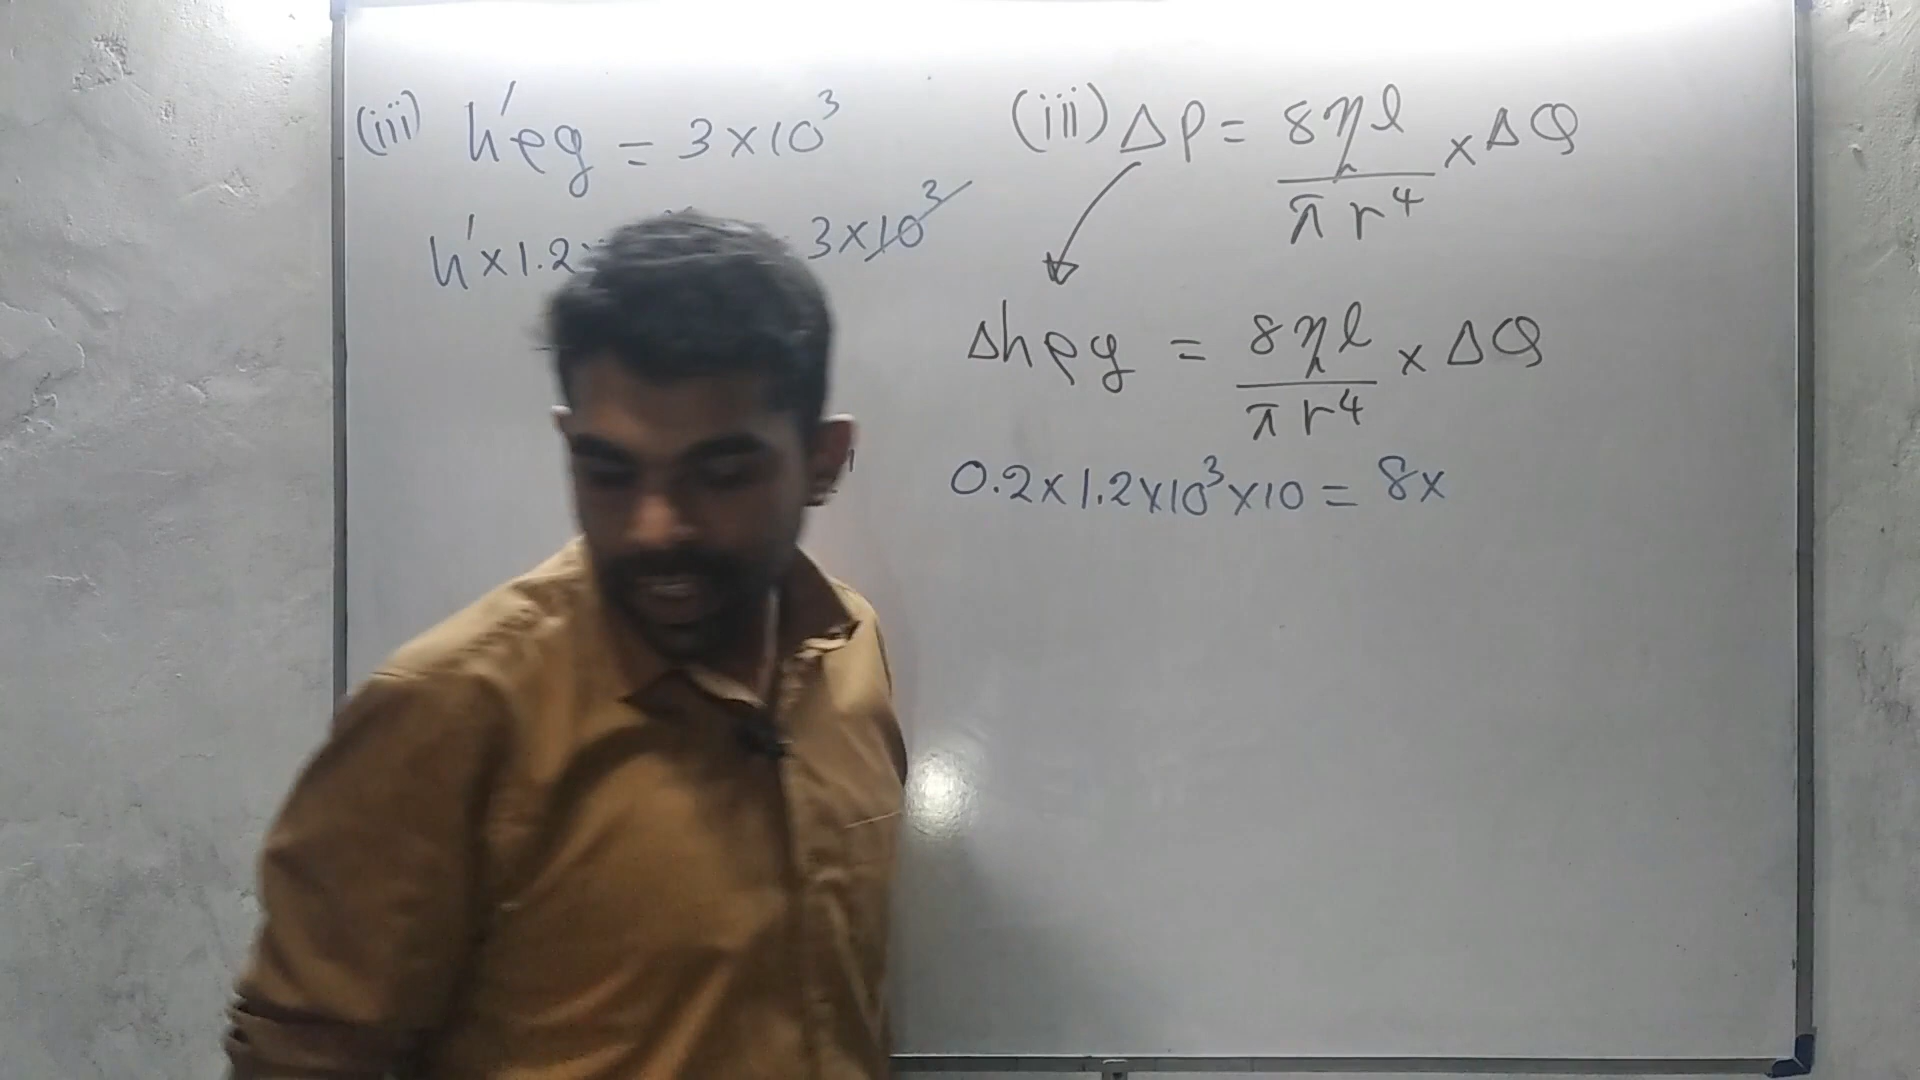 (iii) h'ρg = 3×10³
h'×1.2× 3×10³
(iii) Δp = 8ηl / πr⁴ × ΔQ
Δhρg = 8ηl / πr⁴ × ΔQ
0.2×1.2×10³×10 = 8×